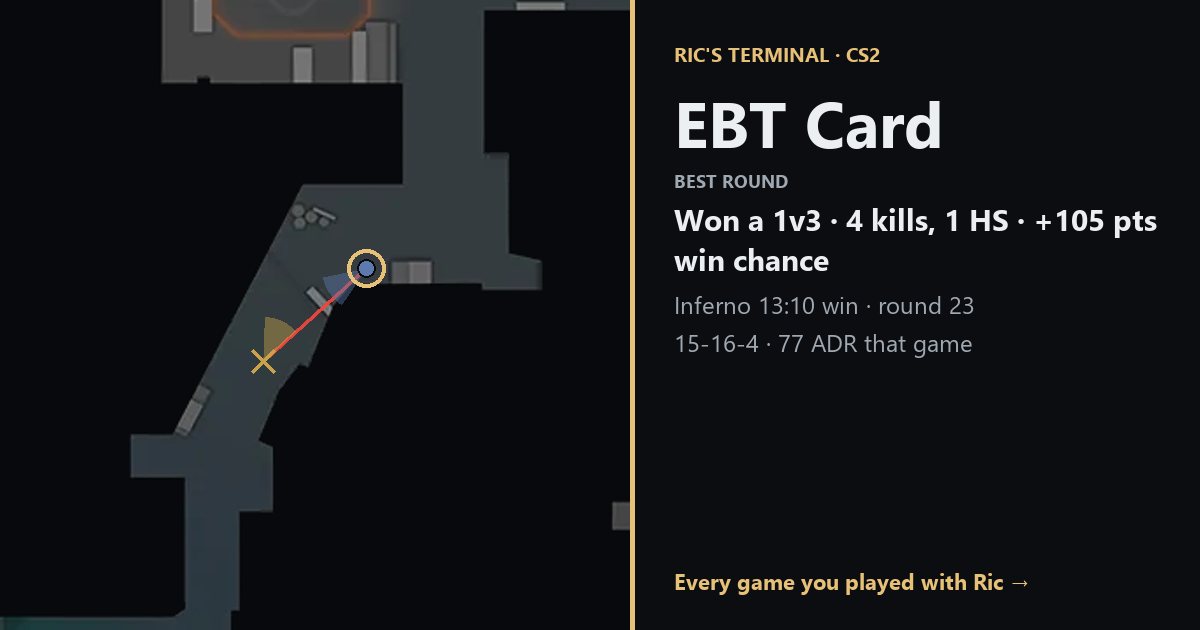 RIC'S TERMINAL · CS2
EBT Card
BEST ROUND
Won a 1v3 · 4 kills, 1 HS · +105 pts
win chance
Inferno 13:10 win · round 23
15-16-4 · 77 ADR that game
Every game you played with Ric →